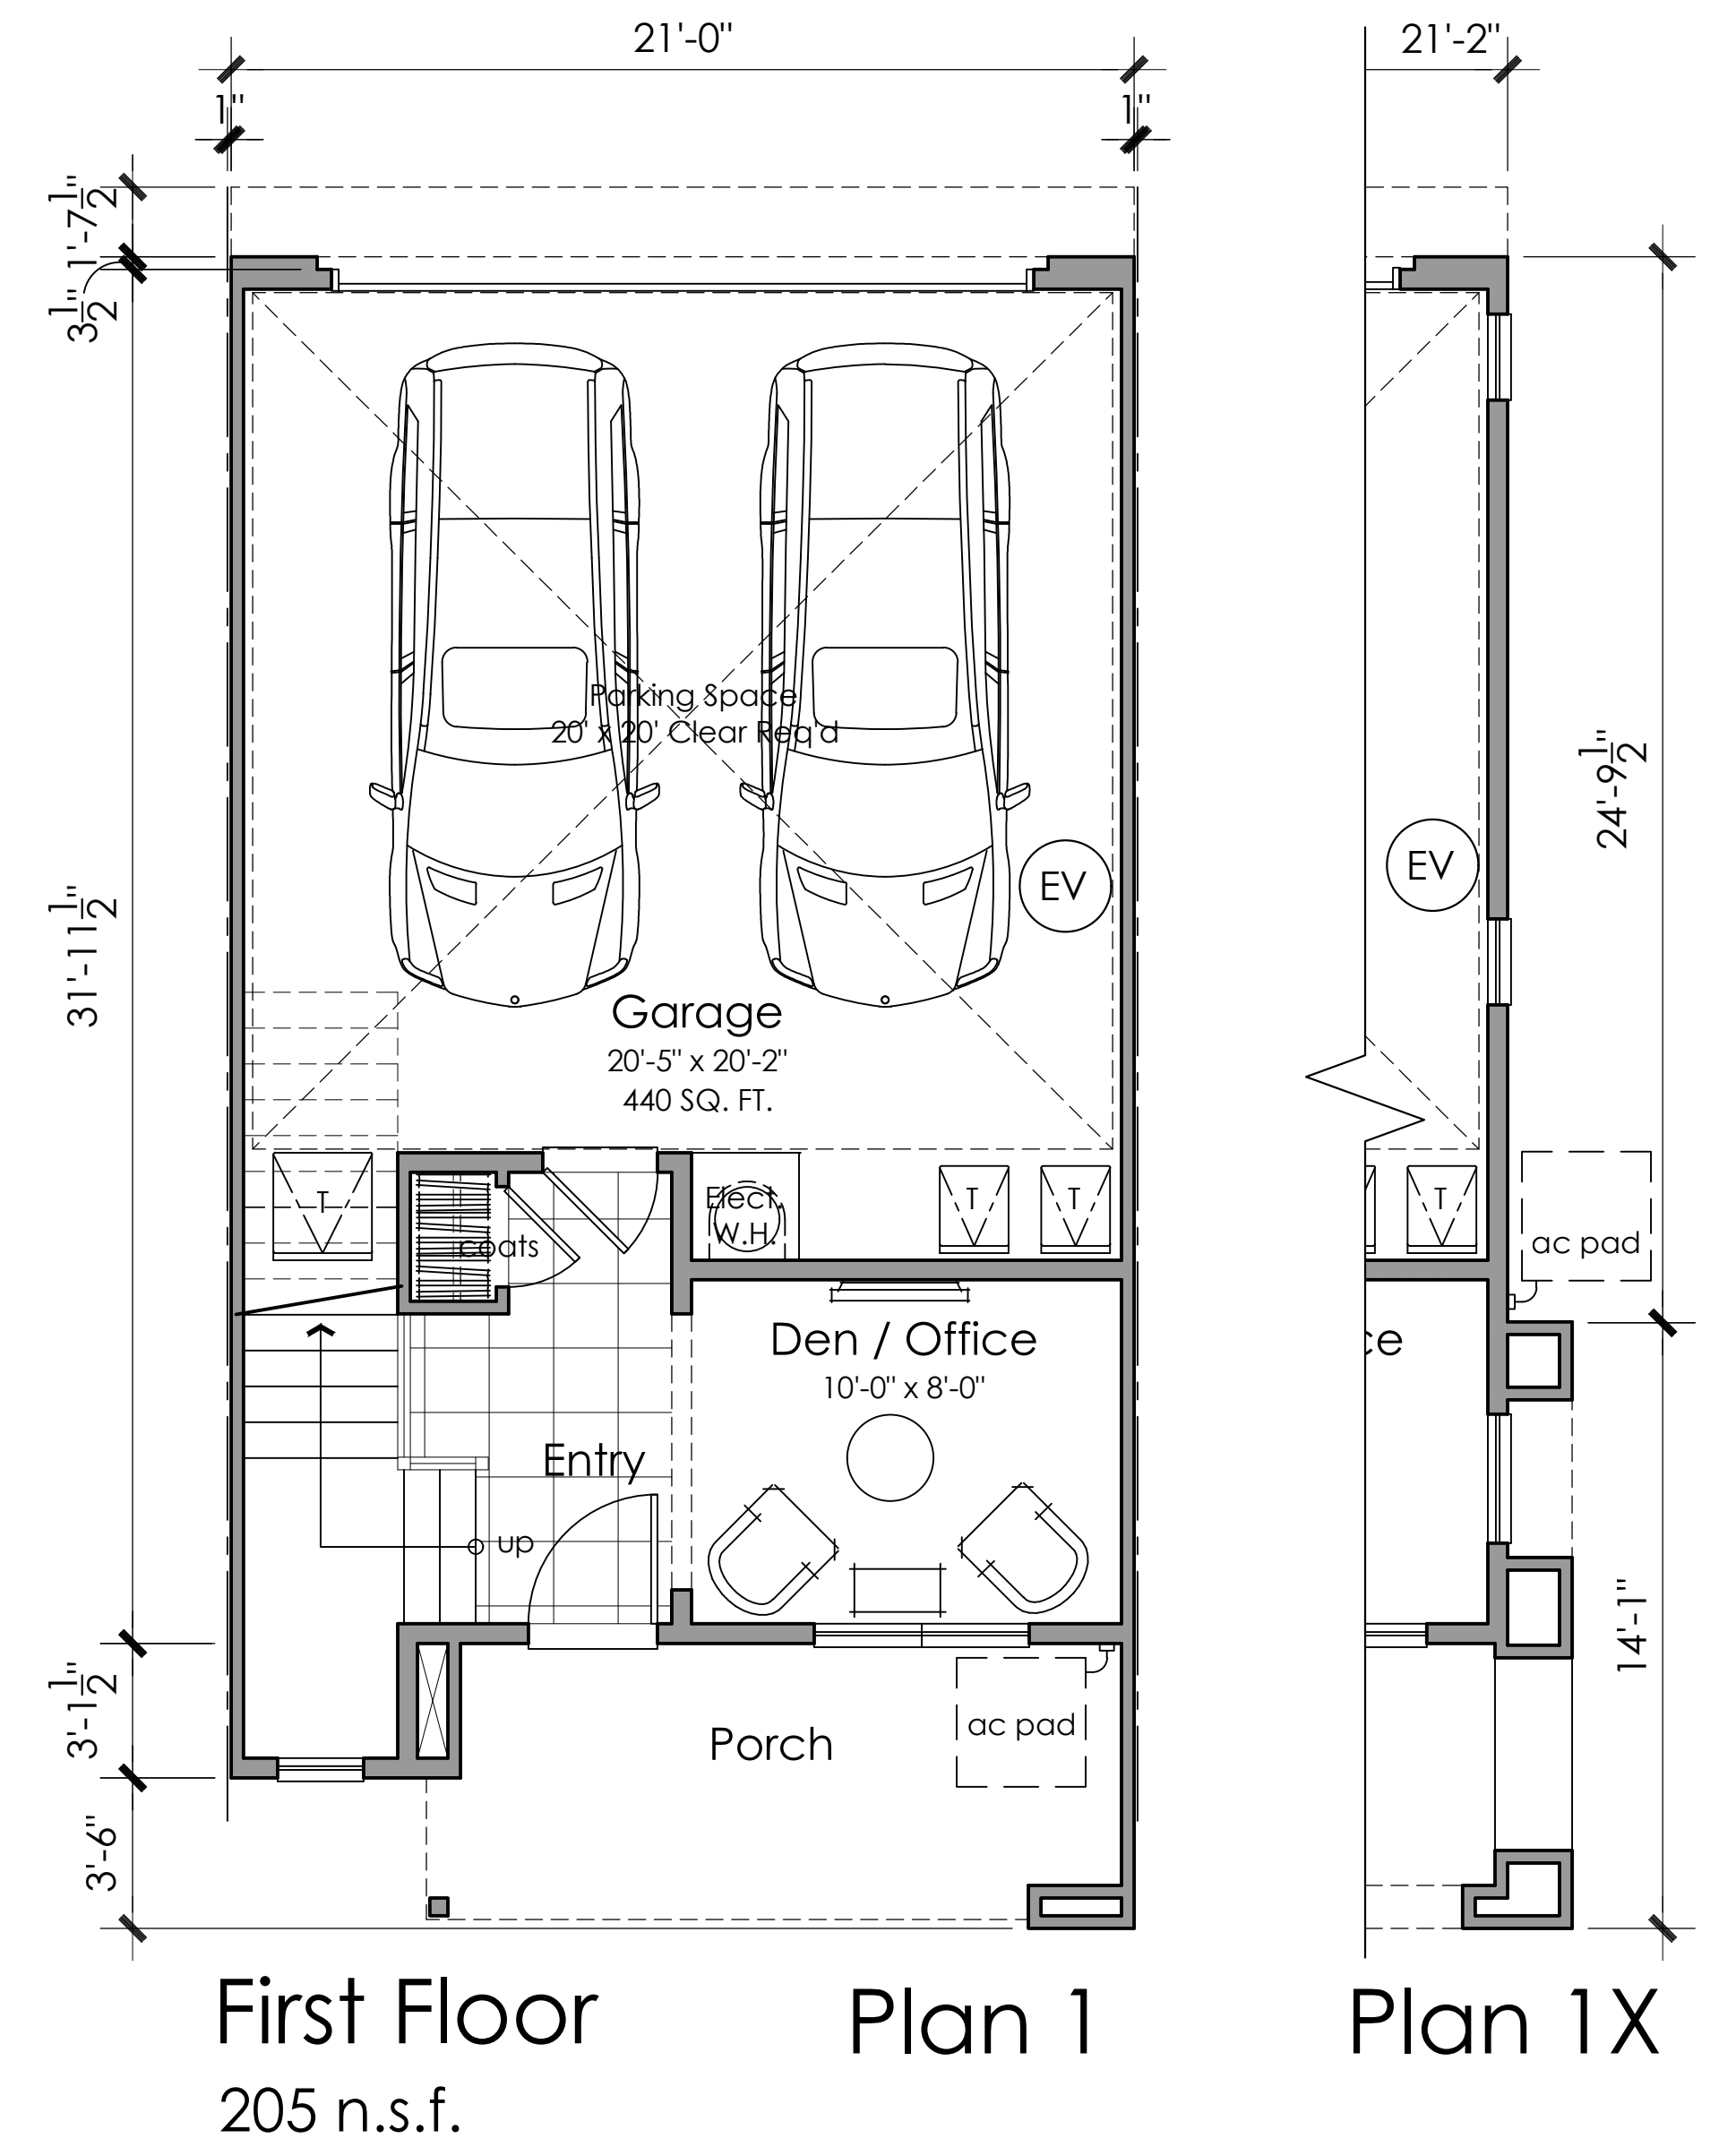 21'-0"
21'-2"
1"
1"
1'-7 1/2"
3 1/2"
31'-11 1/2"
24'-9 1/2"
Parking Space
20' x 20' Clear Req'd
EV
EV
Garage
20'-5" x 20'-2"
440 SQ. FT.
T
Elect.
W.H.
T
T
T
coats
ac pad
Den / Office
10'-0" x 8'-0"
ce
Entry
up
3'-1 1/2"
14'-1"
Porch
ac pad
3'-6"
First Floor
Plan 1
Plan 1X
205 n.s.f.